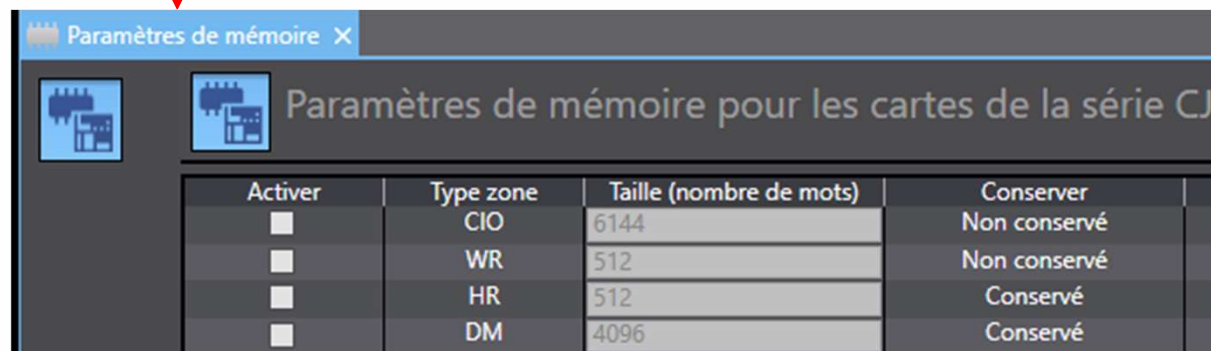 Paramètres de mémoire
Paramètres de mémoire pour les cartes de la série CJ
Activer Type zone Taille (nombre de mots) Conserver
CIO 6144 Non conservé
WR 512 Non conservé
HR 512 Conservé
DM 4096 Conservé